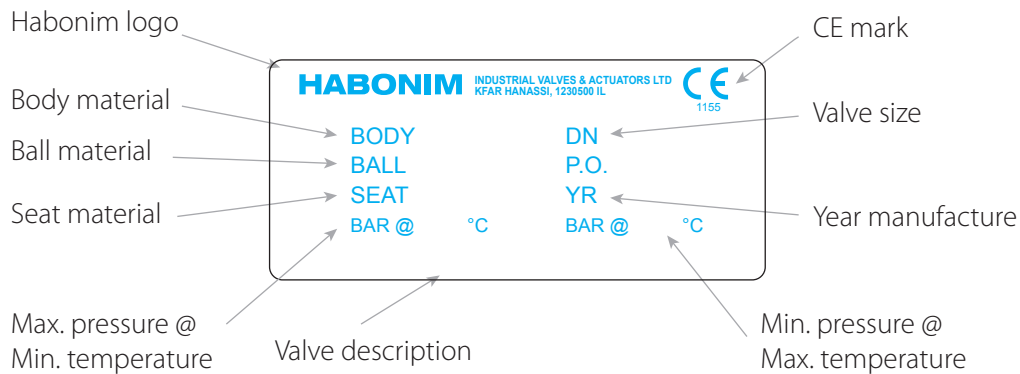 Habonim logo
CE mark
HABONIM INDUSTRIAL VALVES & ACTUATORS LTD
KFAR HANASSI, 1230500 IL
CE
1155
Body material
Valve size
BODY DN
Ball material
BALL P.O.
SEAT YR
Seat material
Year manufacture
BAR @ °C BAR @ °C
Max. pressure @
Min. temperature
Valve description
Min. pressure @
Max. temperature